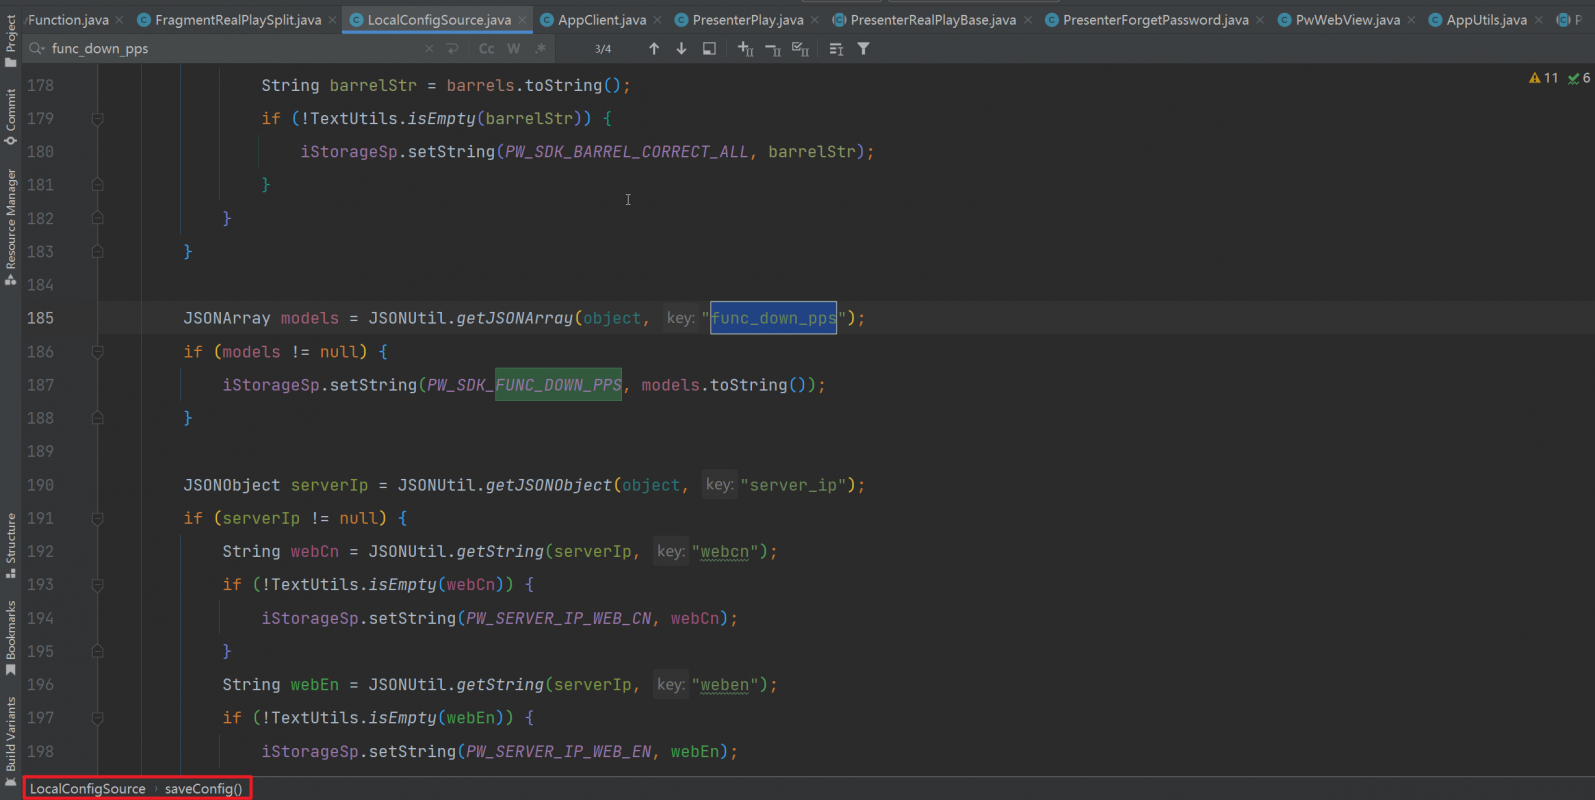 Function.java × FragmentRealPlaySplit.java × LocalConfigSource.java × AppClient.java × PresenterPlay.java × PresenterRealPlayBase.java × PresenterForgetPassword.java × PwWebView.java × AppUtils.java × P
func_down_pps × Cc W .* 3/4
11 6
178 String barrelStr = barrels.toString();
179 if (!TextUtils.isEmpty(barrelStr)) {
180 iStorageSp.setString(PW_SDK_BARREL_CORRECT_ALL, barrelStr);
181 }
182 }
183 }
184
185 JSONArray models = JSONUtil.getJSONArray(object, key: "func_down_pps");
186 if (models != null) {
187 iStorageSp.setString(PW_SDK_FUNC_DOWN_PPS, models.toString());
188 }
189
190 JSONObject serverIp = JSONUtil.getJSONObject(object, key: "server_ip");
191 if (serverIp != null) {
192 String webCn = JSONUtil.getString(serverIp, key: "webcn");
193 if (!TextUtils.isEmpty(webCn)) {
194 iStorageSp.setString(PW_SERVER_IP_WEB_CN, webCn);
195 }
196 String webEn = JSONUtil.getString(serverIp, key: "weben");
197 if (!TextUtils.isEmpty(webEn)) {
198 iStorageSp.setString(PW_SERVER_IP_WEB_EN, webEn);
LocalConfigSource › saveConfig()
Project
Commit
Resource Manager
Structure
Bookmarks
Build Variants